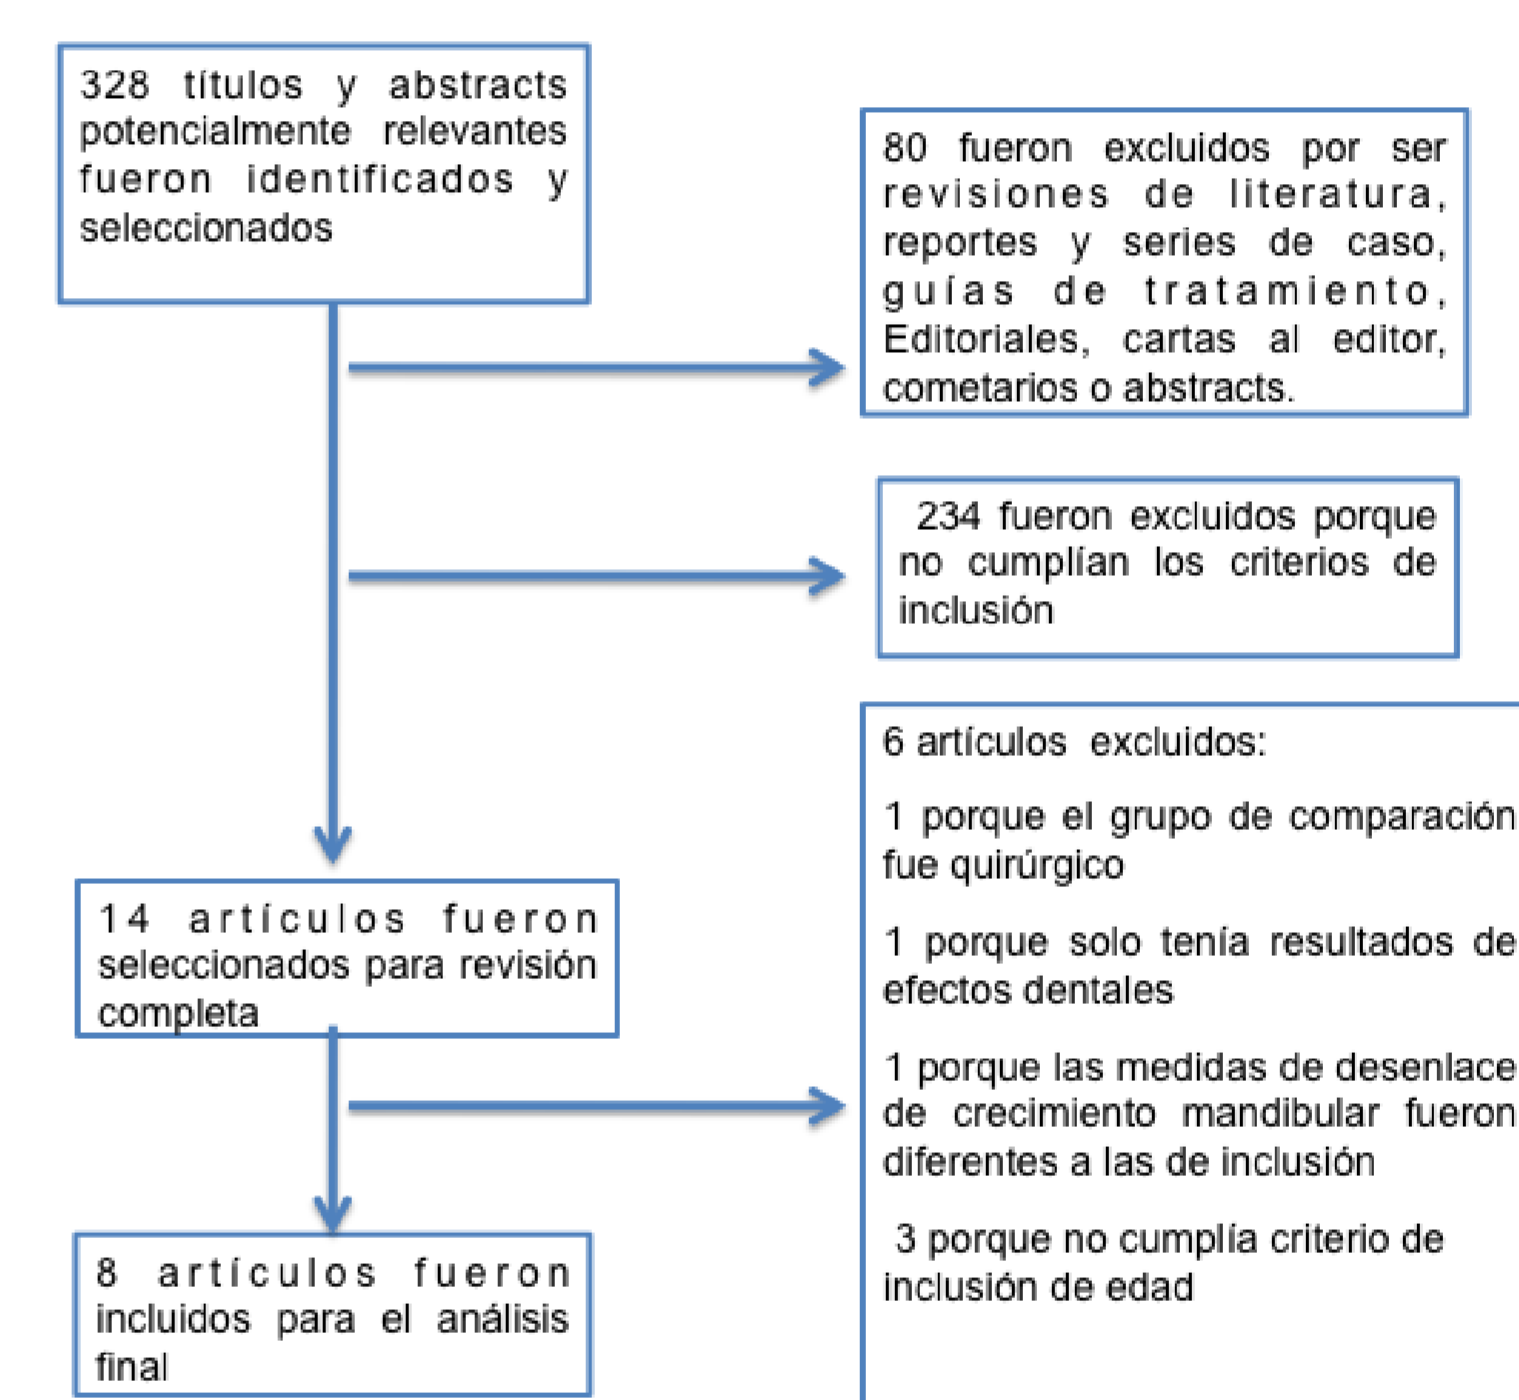 328 títulos y abstracts
potencialmente relevantes
fueron identificados y
seleccionados
80 fueron excluidos por ser
revisiones de literatura,
reportes y series de caso,
guías de tratamiento,
Editoriales, cartas al editor,
cometarios o abstracts.
234 fueron excluidos porque
no cumplían los criterios de
inclusión
14 artículos fueron
seleccionados para revisión
completa
6 artículos excluidos:
1 porque el grupo de comparación
fue quirúrgico
1 porque solo tenía resultados de
efectos dentales
1 porque las medidas de desenlace
de crecimiento mandibular fueron
diferentes a las de inclusión
3 porque no cumplía criterio de
inclusión de edad
8 artículos fueron
incluidos para el análisis
final